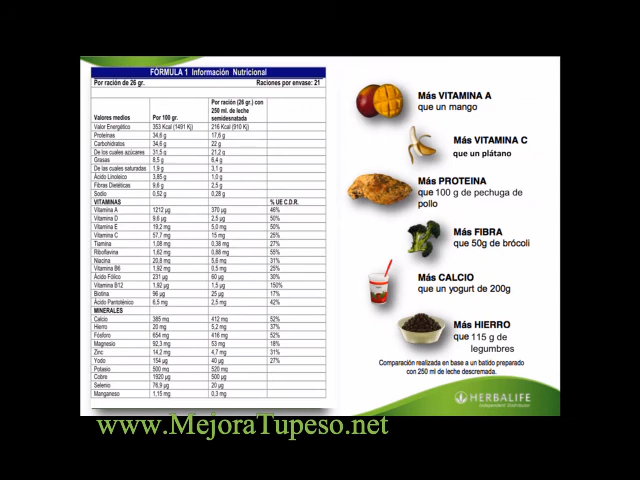 FÓRMULA 1 Información Nutricional
Por ración de 26 gr. Raciones por envase: 21
Valores medios Por 100 gr. Por ración (26 gr.) con 250 ml. de leche semidesnatada
Valor Energético 353 Kcal (1491 Kj) 216 Kcal (910 Kj)
Proteínas 34,6 g 17,6 g
Carbohidratos 34,6 g 22 g
De los cuales azúcares 31,5 g 21,2 g
Grasas 8,5 g 6,4 g
De las cuales saturadas 1,9 g 3,1 g
Ácido Linoleico 3,85 g 1,0 g
Fibras Dietéticas 9,6 g 2,5 g
Sodio 0,52 g 0,28 g
VITAMINAS % UE C.D.R.
Vitamina A 1212 µg 370 µg 46%
Vitamina D 9,6 µg 2,5 µg 50%
Vitamina E 19,2 mg 5,0 mg 50%
Vitamina C 57,7 mg 15 mg 25%
Tiamina 1,08 mg 0,38 mg 27%
Riboflavina 1,62 mg 0,88 mg 55%
Niacina 20,8 mg 5,6 mg 31%
Vitamina B6 1,92 mg 0,5 mg 25%
Ácido Fólico 231 µg 60 µg 30%
Vitamina B12 1,92 µg 1,5 µg 150%
Biotina 96 µg 25 µg 17%
Ácido Pantoténico 6,5 mg 2,5 mg 42%
MINERALES
Calcio 385 mg 412 mg 52%
Hierro 20 mg 5,2 mg 37%
Fósforo 654 mg 416 mg 52%
Magnesio 92,3 mg 53 mg 18%
Zinc 14,2 mg 4,7 mg 31%
Yodo 154 µg 40 µg 27%
Potasio 500 mg 520 mg
Cobre 1920 µg 500 µg
Selenio 76,9 µg 20 µg
Manganeso 1,15 mg 0,3 mg
Más VITAMINA A
que un mango
Más VITAMINA C
que un plátano
Más PROTEINA
que 100 g de pechuga de
pollo
Más FIBRA
que 50g de brócoli
Más CALCIO
que un yogurt de 200g
Más HIERRO
que 115 g de
legumbres
Comparación realizada en base a un batido preparado
con 250 ml de leche descremada.
HERBALIFE
Independent Distributor
www.MejoraTupeso.net